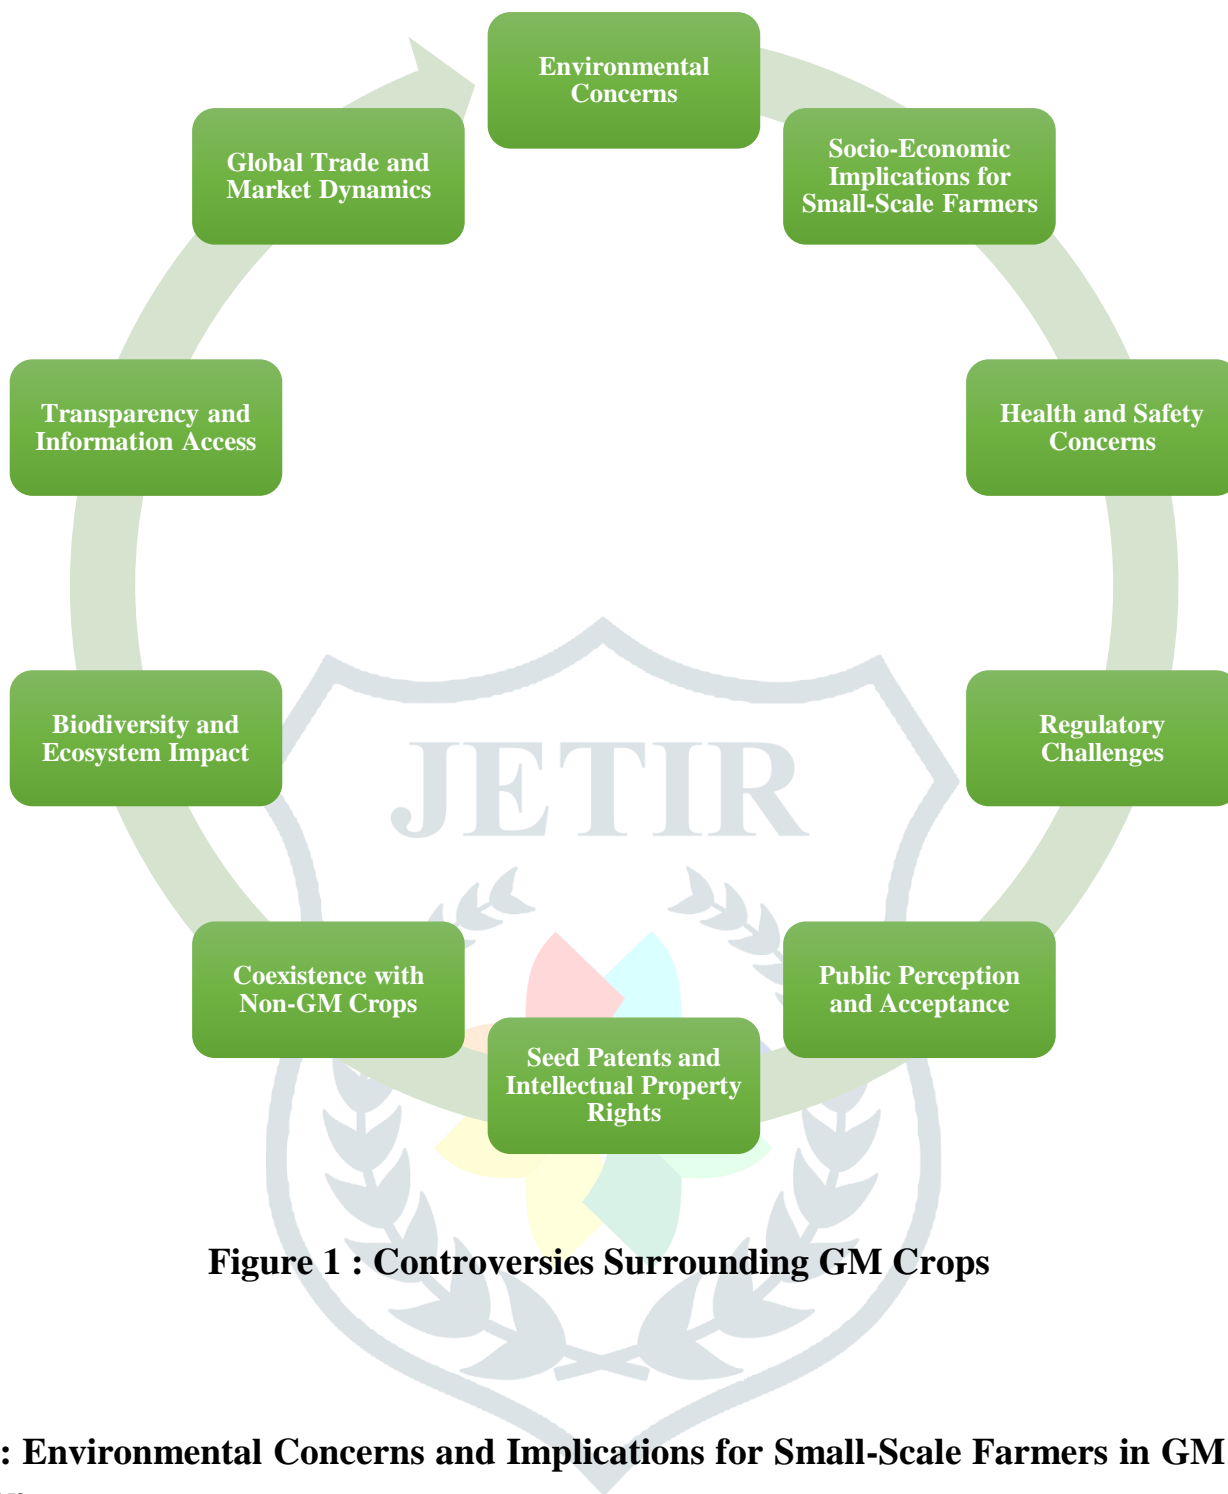 Environmental
Concerns
Socio-Economic
Implications for
Small-Scale Farmers
Health and Safety
Concerns
Regulatory
Challenges
Public Perception
and Acceptance
Seed Patents and
Intellectual Property
Rights
Coexistence with
Non-GM Crops
Biodiversity and
Ecosystem Impact
Transparency and
Information Access
Global Trade and
Market Dynamics
JETIR
Figure 1 : Controversies Surrounding GM Crops
: Environmental Concerns and Implications for Small-Scale Farmers in GM